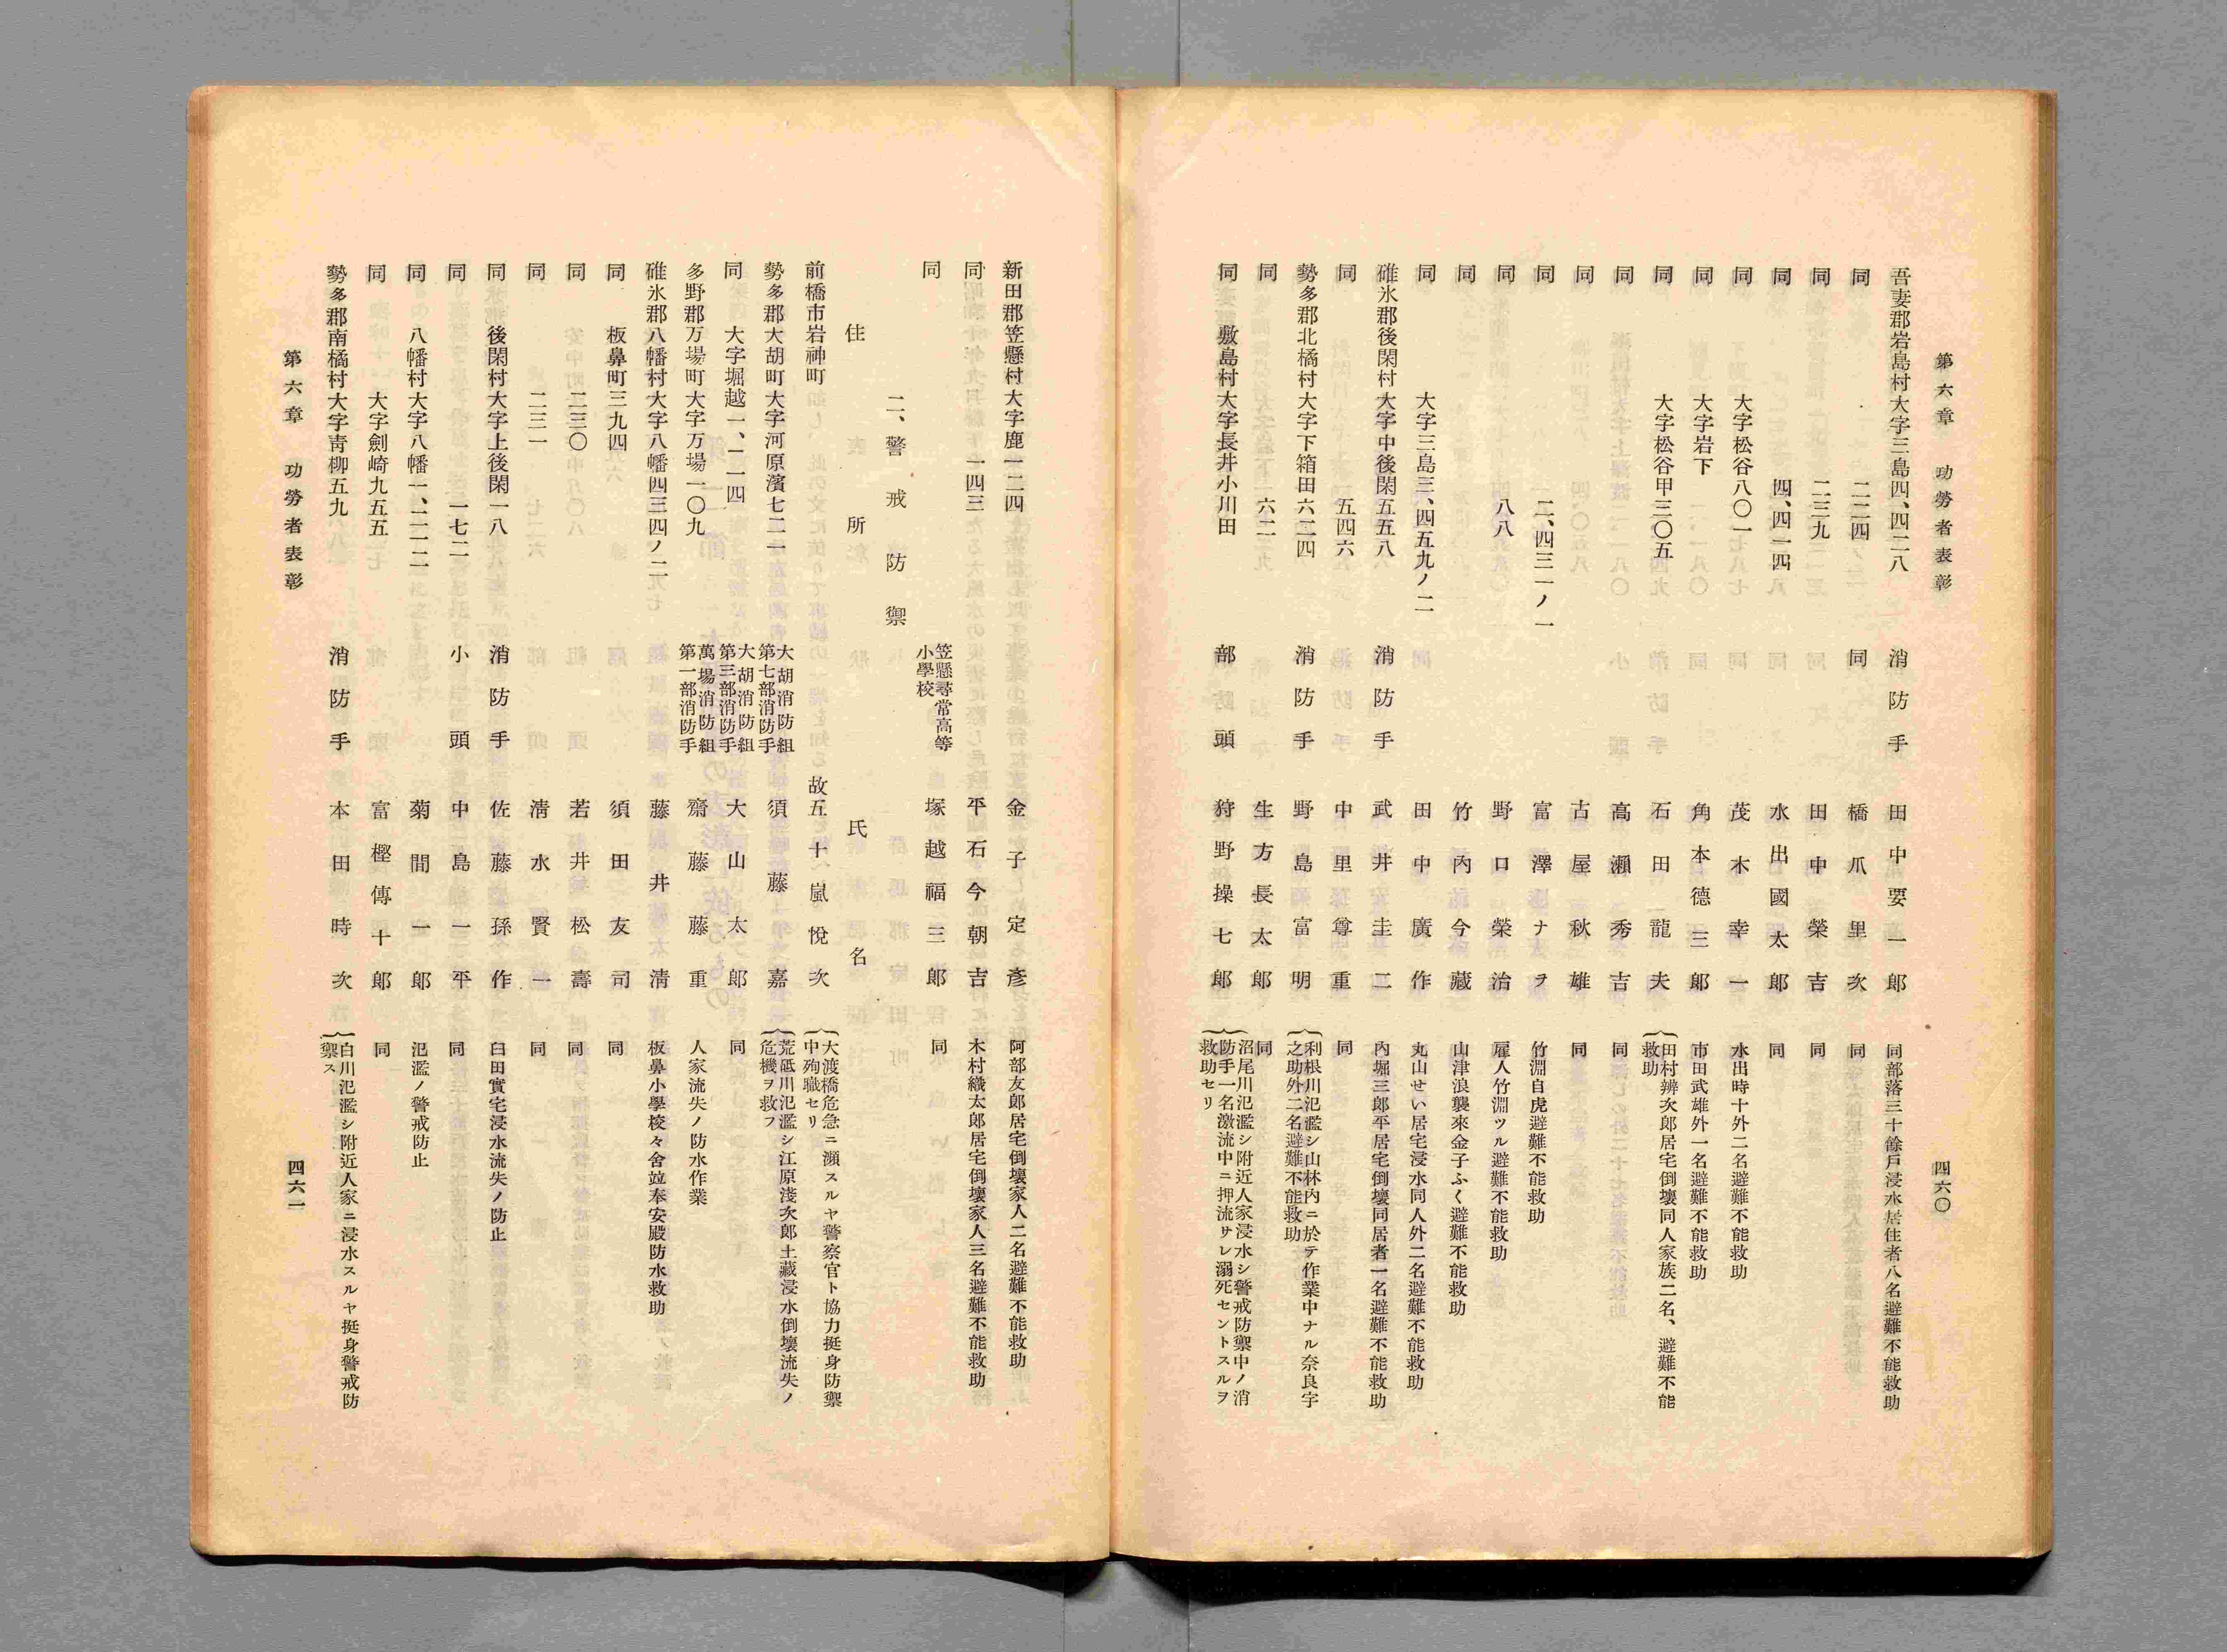 第六章　功勞者表彰
四六〇
吾妻郡岩島村大字三島四、四二八　消防手　田中要一郎　同部落三十餘戶浸水居住者八名避難不能救助
同　二二四　同　橋爪里次　同
同　二三九　田中榮吉　同
同　四、四一四　水出國太郎　同
同　大字松谷八〇一　茂木幸一　水出時十外二名避難不能救助
同　大字岩下　角本德三郞　市田武雄外一名避難不能救助
同　大字松谷甲三〇五　石田龍夫　田村辨次郞居宅倒壞同人家族二名、避難不能救助
同　高瀨秀吉　同
同　古屋秋雄　同
同　二、四三一ノ一　富澤ナヲ　竹淵自虎避難不能救助
同　八八　野口榮治　雇人竹淵ツル避難不能救助
同　竹內今藏　山津浪襲來金子ふく避難不能救助
同　大字三島三、四五九ノ二　田中廣作　丸山せい居宅浸水同人外二名避難不能救助
碓氷郡後閑村大字中後閑五五八　消防手　武井圭二　內堀三郞平居宅倒壞同居者一名避難不能救助
同　五四六　中里尊重　同
勢多郡北橘村大字下箱田六二四　消防手　野島富明　利根川氾濫シ山林內ニ於テ作業中ナル奈良字之助外二名避難不能救助
同　六二　生方長太郞　同
同　敷島村大字長井小川田　部頭　狩野操七郞　沼尾川氾濫シ附近人家浸水シ警戒防禦中ノ消防手一名激流中ニ押流サレ溺死セントスルヲ救助セリ
新田郡笠懸村大字鹿一二四　金子定彥　阿部友郞居宅倒壞家人二名避難不能救助
同　一四三　平石今朝吉　木村織太郞居宅倒壞家人三名避難不能救助
同　笠懸尋常高等小學校　塚越福三郞　同
二、警戒防禦
住所　氏名
前橋市岩神町　故五十嵐悅次　大渡橋危急ニ瀕スルヤ警察官ト協力挺身防禦中殉職セリ
勢多郡大胡町大字河原濱七二一　大胡消防組第七部消防手　須藤嘉　荒砥川氾濫シ江原淺次郞土藏浸水倒壞流失ノ危機ヲ救フ
同　大字堀越一、一一四　大胡消防組第三部消防手　大山太郞　同
多野郡万場町大字万場一〇九　萬場消防組第一部消防手　齋藤藤重　人家流失ノ防水作業
碓氷郡八幡村大字八幡四三四ノ二　藤井淸　板鼻小學校々舍竝奉安殿防水救助
同　板鼻町三九四　須田友司　同
同　二三〇　若井松壽　同
同　二三一　淸水賢一　同
同　後閑村大字上後閑一八　消防手　佐藤孫作　臼田實宅浸水流失ノ防止
同　一七二　小頭　中島一平　同
同　八幡村大字八幡一、二一二　菊間一郞　氾濫ノ警戒防止
同　大字劍崎九五五　富樫傳十郞　同
勢多郡南橘村大字靑柳五九　消防手　本田時次　白川氾濫シ附近人家ニ浸水スルヤ挺身警戒防禦ス
第六章　功勞者表彰
四六一